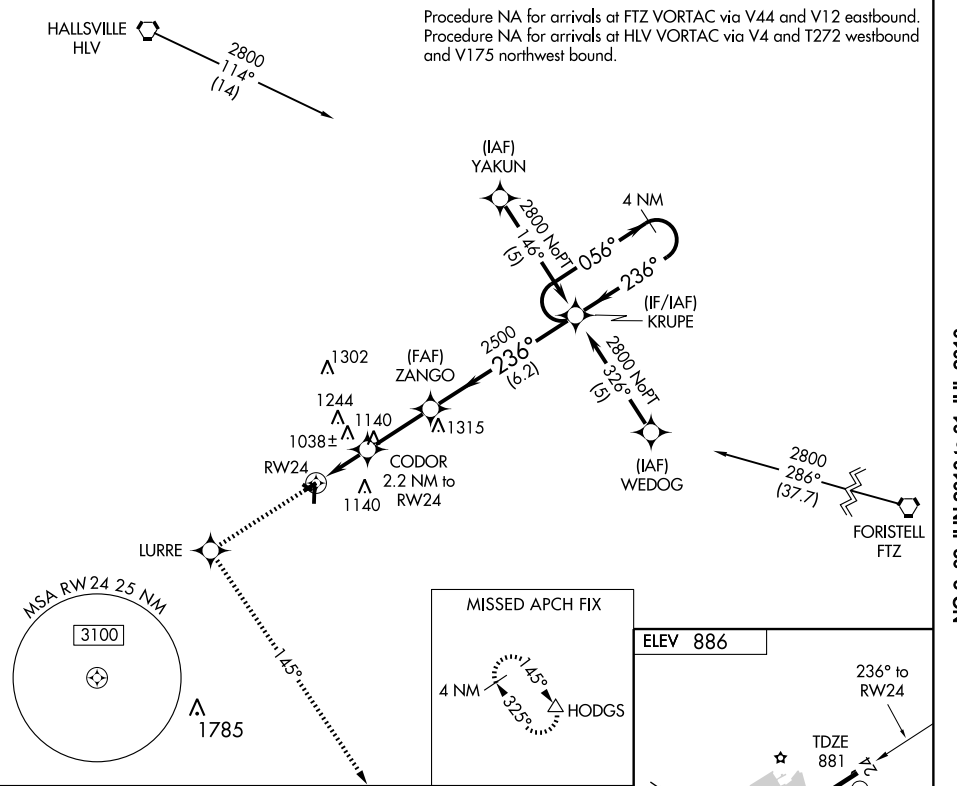 Procedure NA for arrivals at FTZ VORTAC via V44 and V12 eastbound.
Procedure NA for arrivals at HLV VORTAC via V4 and T272 westbound
and V175 northwest bound.
HALLSVILLE
HLV
2800
114°
(14)
(IAF)
YAKUN
4 NM
2800 NoPT
146°
(5)
056°
236°
(IF/IAF)
KRUPE
2500
236°
(6.2)
2800 NoPT
326°
(5)
(FAF)
ZANGO
1302
1244
1140
1038±
1315
RW24
CODOR
2.2 NM to
RW24
1140
(IAF)
WEDOG
2800
286°
(37.7)
FORISTELL
FTZ
LURRE
145°
MSA RW24 25 NM
3100
1785
MISSED APCH FIX
4 NM
145°
325°
HODGS
ELEV 886
236° to
RW24
TDZE
881
24